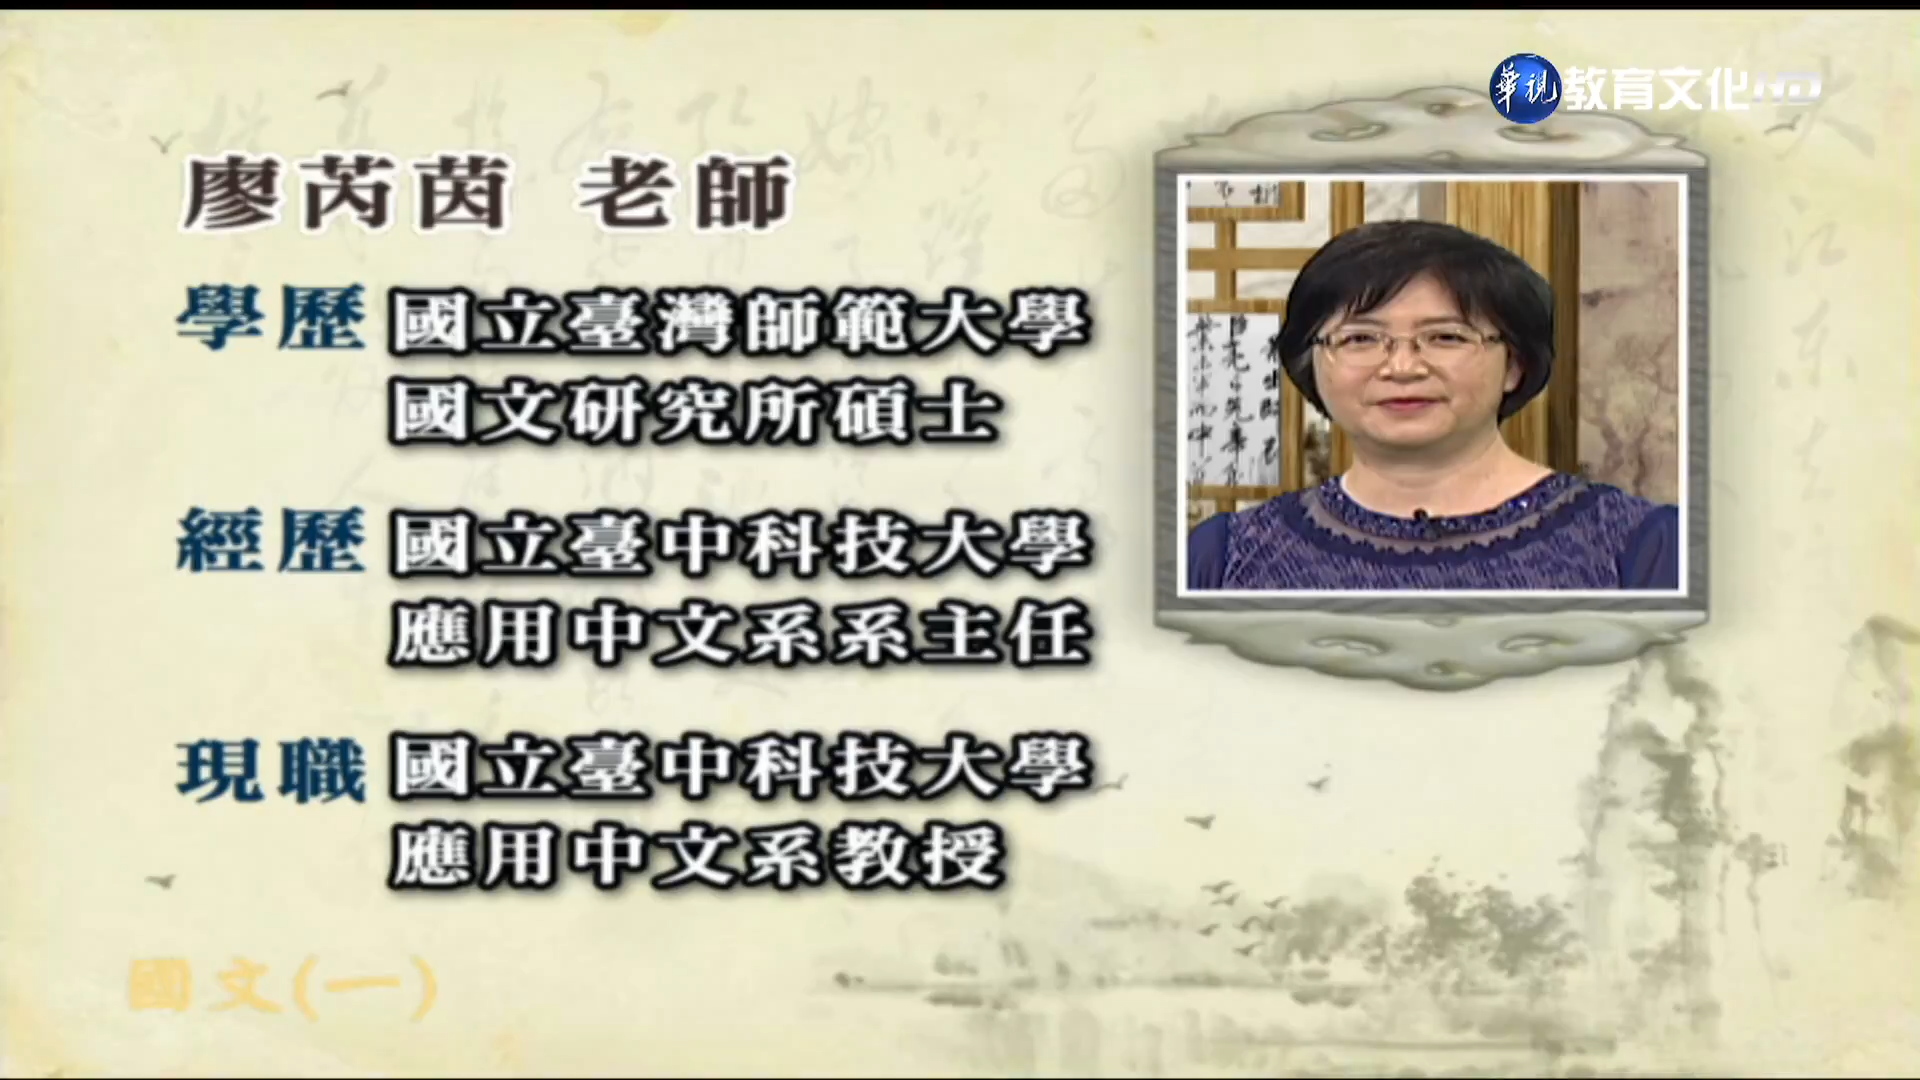 華視 教育文化 HD
廖芮茵 老師
學歷 國立臺灣師範大學
國文研究所碩士
經歷 國立臺中科技大學
應用中文系系主任
現職 國立臺中科技大學
應用中文系教授
國文(一)